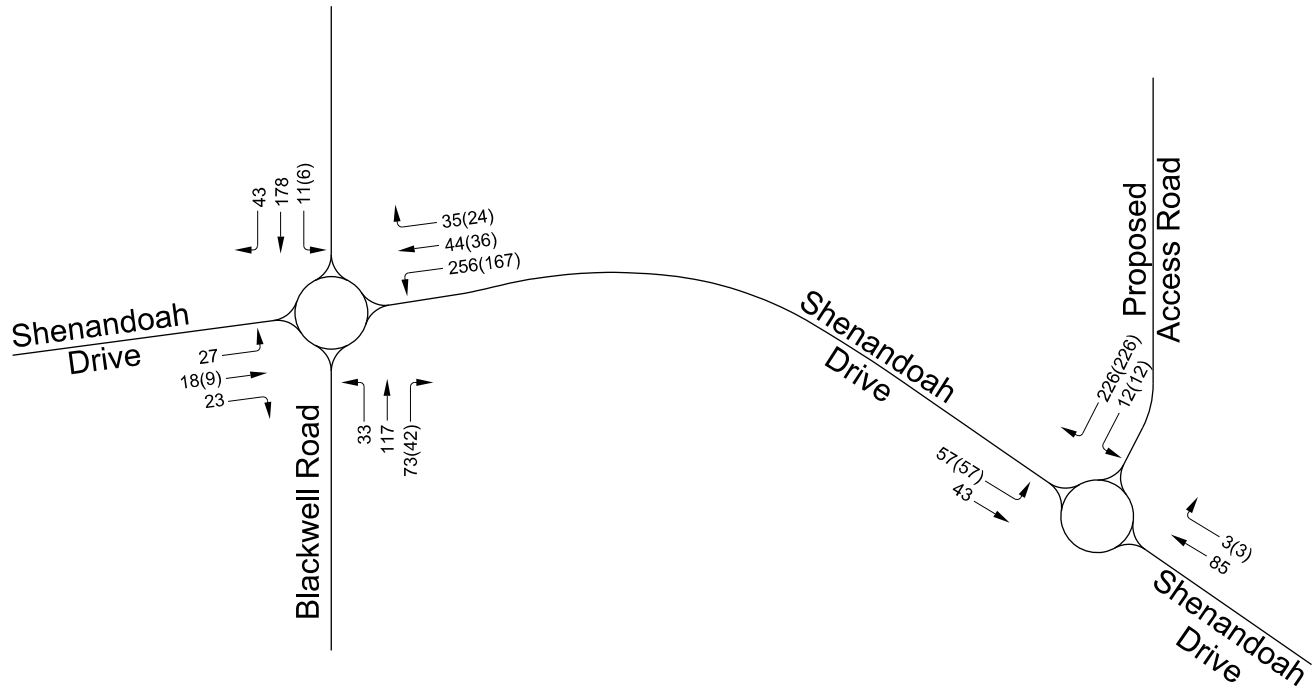 43
178
11(6)
35(24)
44(36)
256(167)
Shenandoah
Drive
27
18(9)
23
33
117
73(42)
Blackwell Road
Shenandoah
Drive
Proposed
Access Road
226(226)
12(12)
57(57)
43
3(3)
85
Shenandoah
Drive